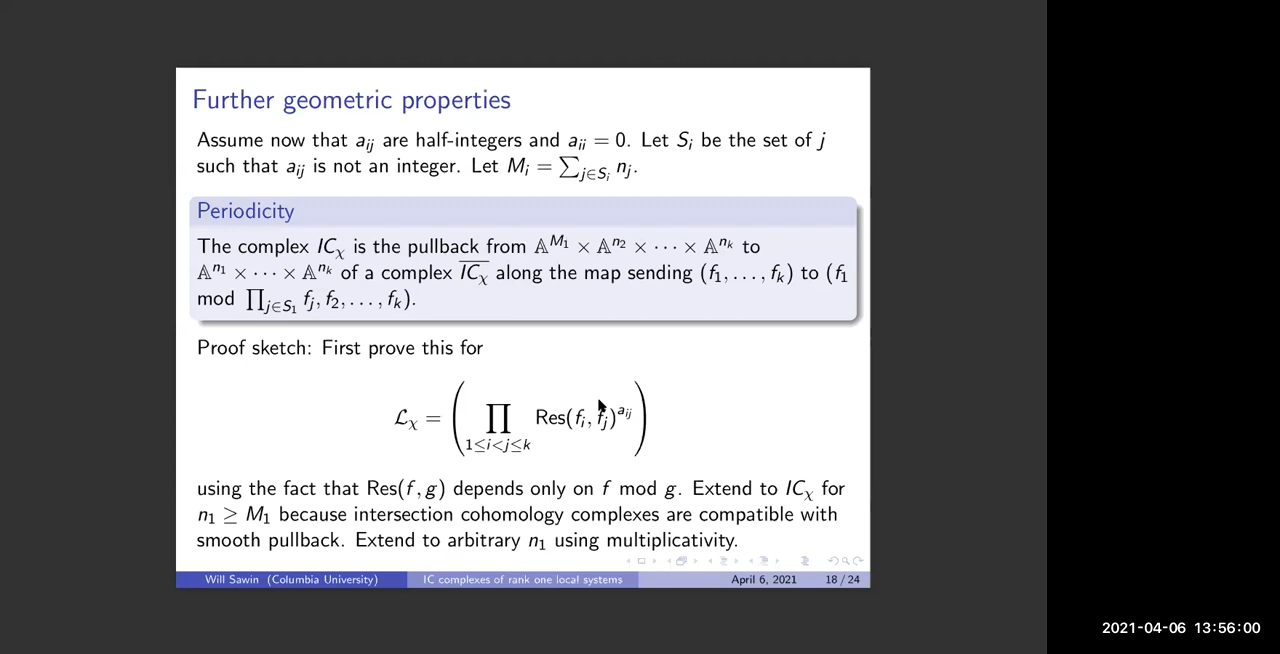 Further geometric properties
Assume now that a_{ij} are half-integers and a_{ii} = 0. Let S_i be the set of j
such that a_{ij} is not an integer. Let M_i = ∑_{j∈S_i} n_j.
Periodicity
The complex IC_χ is the pullback from 𝔸^{M_1} × 𝔸^{n_2} × ⋯ × 𝔸^{n_k} to
𝔸^{n_1} × ⋯ × 𝔸^{n_k} of a complex \overline{IC_χ} along the map sending (f_1, . . . , f_k) to (f_1
mod ∏_{j∈S_1} f_j, f_2, . . . , f_k).
Proof sketch: First prove this for
ℒ_χ = ( ∏_{1≤i<j≤k} Res(f_i, f_j)^{a_{ij}} )
using the fact that Res(f, g) depends only on f mod g. Extend to IC_χ for
n_1 ≥ M_1 because intersection cohomology complexes are compatible with
smooth pullback. Extend to arbitrary n_1 using multiplicativity.
Will Sawin (Columbia University) IC complexes of rank one local systems April 6, 2021 18 / 24
2021-04-06 13:56:00